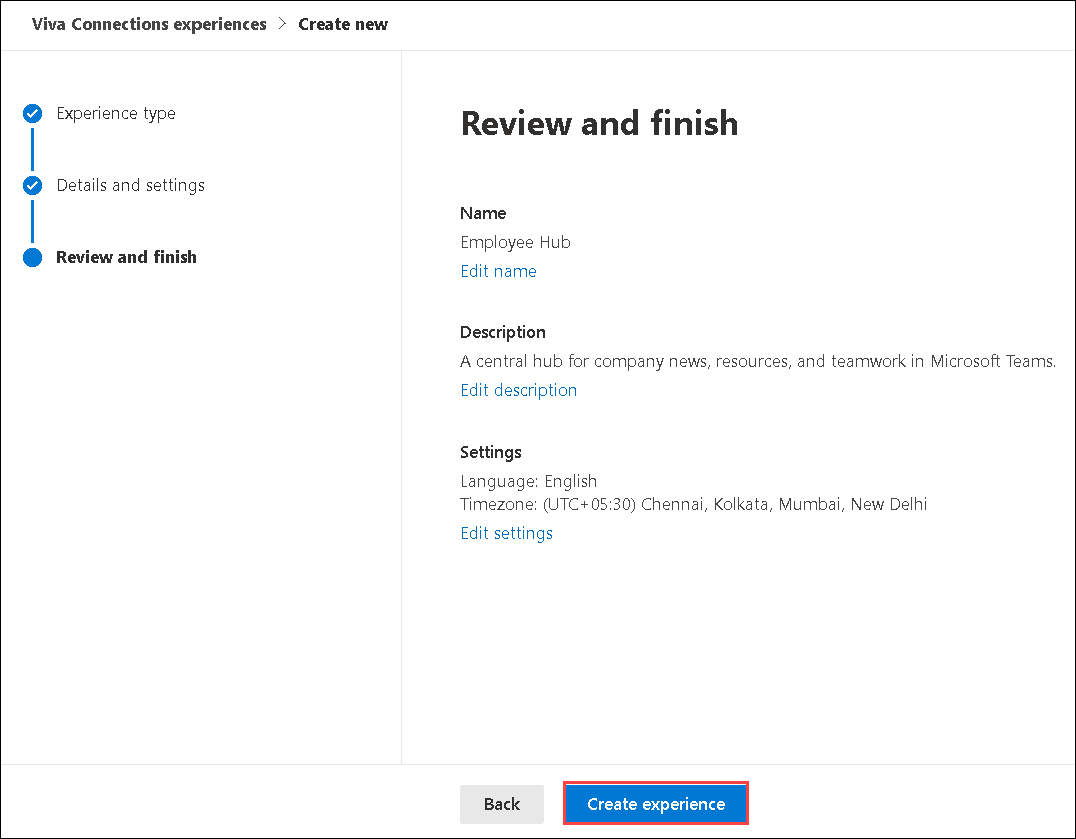 Viva Connections experiences > Create new
Experience type
Details and settings
Review and finish
Review and finish
Name
Employee Hub
Edit name
Description
A central hub for company news, resources, and teamwork in Microsoft Teams.
Edit description
Settings
Language: English
Timezone: (UTC+05:30) Chennai, Kolkata, Mumbai, New Delhi
Edit settings
Back
Create experience